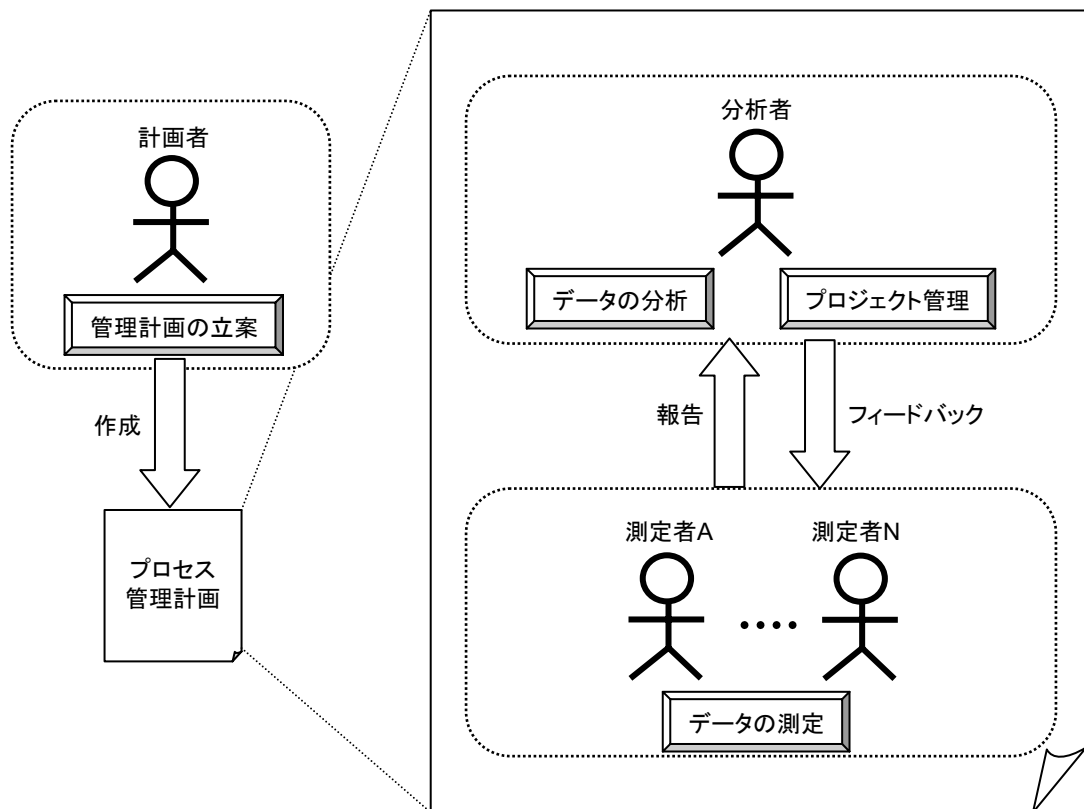 計画者
管理計画の立案
作成
プロセス
管理計画
分析者
データの分析
プロジェクト管理
報告
フィードバック
測定者A
測定者N
データの測定